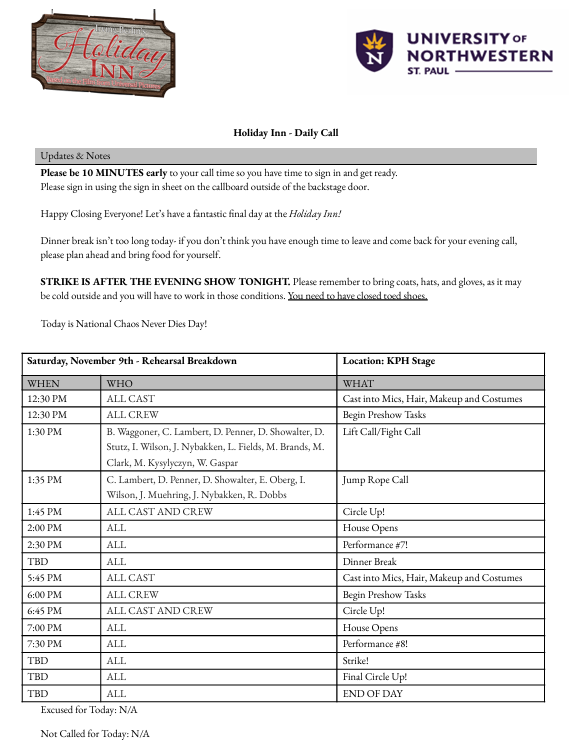 Holiday
INN
UNIVERSITY OF
NORTHWESTERN
ST. PAUL
Holiday Inn - Daily Call
Updates & Notes
Please be 10 MINUTES early to your call time so you have time to sign in and get ready.
Please sign in using the sign in sheet on the callboard outside of the backstage door.
Happy Closing Everyone! Let's have a fantastic final day at the Holiday Inn!
Dinner break isn't too long today- if you don't think you have enough time to leave and come back for your evening call,
please plan ahead and bring food for yourself.
STRIKE IS AFTER THE EVENING SHOW TONIGHT. Please remember to bring coats, hats, and gloves, as it may
be cold outside and you will have to work in those conditions. You need to have closed toed shoes.
Today is National Chaos Never Dies Day!
Saturday, November 9th - Rehearsal Breakdown Location: KPH Stage
WHEN WHO WHAT
12:30 PM ALL CAST Cast into Mics, Hair, Makeup and Costumes
12:30 PM ALL CREW Begin Preshow Tasks
1:30 PM B. Waggoner, C. Lambert, D. Penner, D. Showalter, D. Lift Call/Fight Call
Stutz, I. Wilson, J. Nybakken, L. Fields, M. Brands, M.
Clark, M. Kysylyczyn, W. Gaspar
1:35 PM C. Lambert, D. Penner, D. Showalter, E. Oberg, I. Jump Rope Call
Wilson, J. Muehring, J. Nybakken, R. Dobbs
1:45 PM ALL CAST AND CREW Circle Up!
2:00 PM ALL House Opens
2:30 PM ALL Performance #7!
TBD ALL Dinner Break
5:45 PM ALL CAST Cast into Mics, Hair, Makeup and Costumes
6:00 PM ALL CREW Begin Preshow Tasks
6:45 PM ALL CAST AND CREW Circle Up!
7:00 PM ALL House Opens
7:30 PM ALL Performance #8!
TBD ALL Strike!
TBD ALL Final Circle Up!
TBD ALL END OF DAY
Excused for Today: N/A
Not Called for Today: N/A